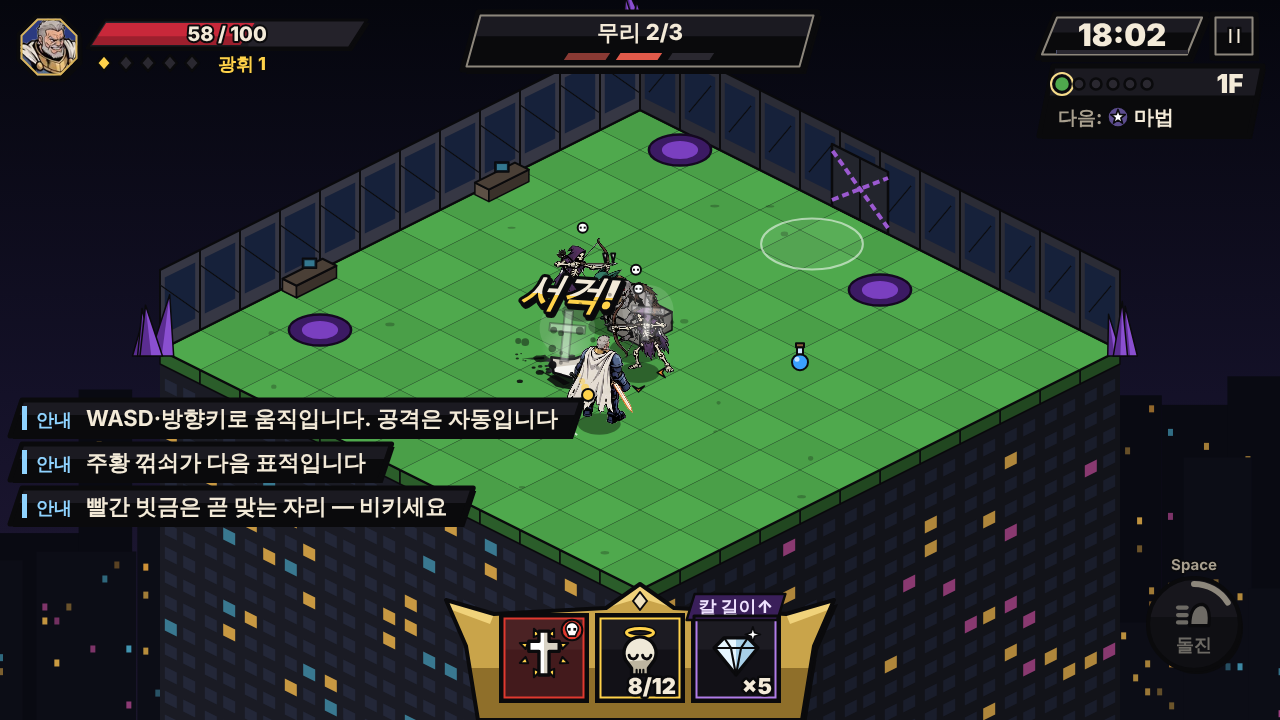 58 / 100
광휘 1
무리 2/3
18:02
1F
다음: 마법
서걱!
안내 WASD·방향키로 움직입니다. 공격은 자동입니다
안내 주황 꺾쇠가 다음 표적입니다
안내 빨간 빗금은 곧 맞는 자리 — 비키세요
Space
돌진
칼 길이↑
8/12
×5